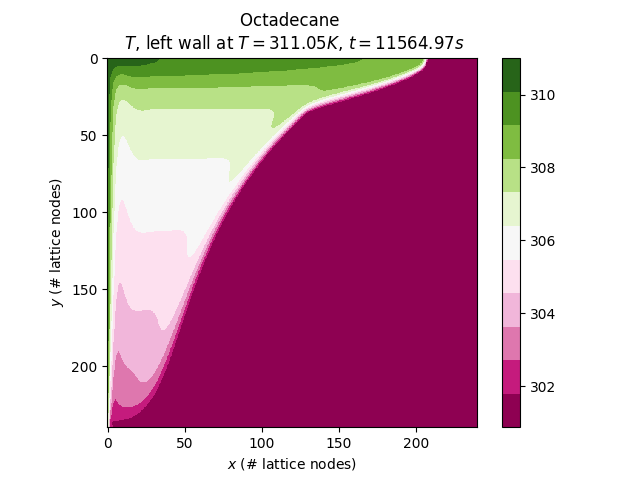 Octadecane
T, left wall at T = 311.05K, t = 11564.97s
0
50
100
150
200
y (# lattice nodes)
0 50 100 150 200
x (# lattice nodes)
310
308
306
304
302